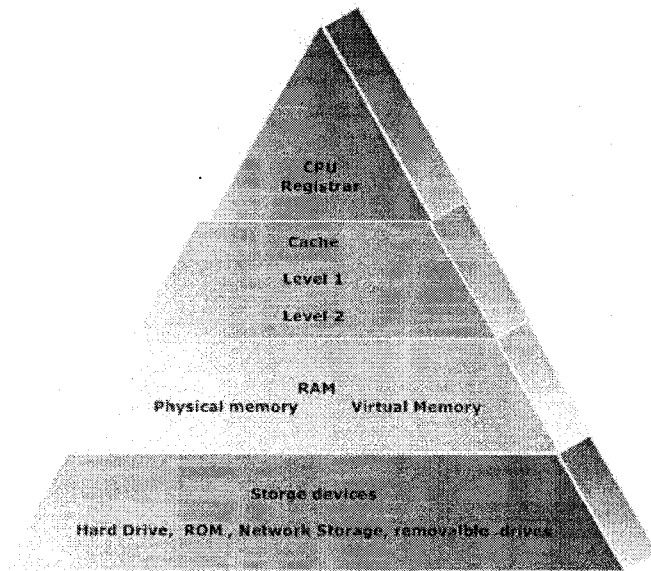 CPU
Registrar
Cache
Level 1
Level 2
RAM
Physical memory Virtual Memory
Storge devices
Hard Drive, ROM, Network Storage, removalble drives